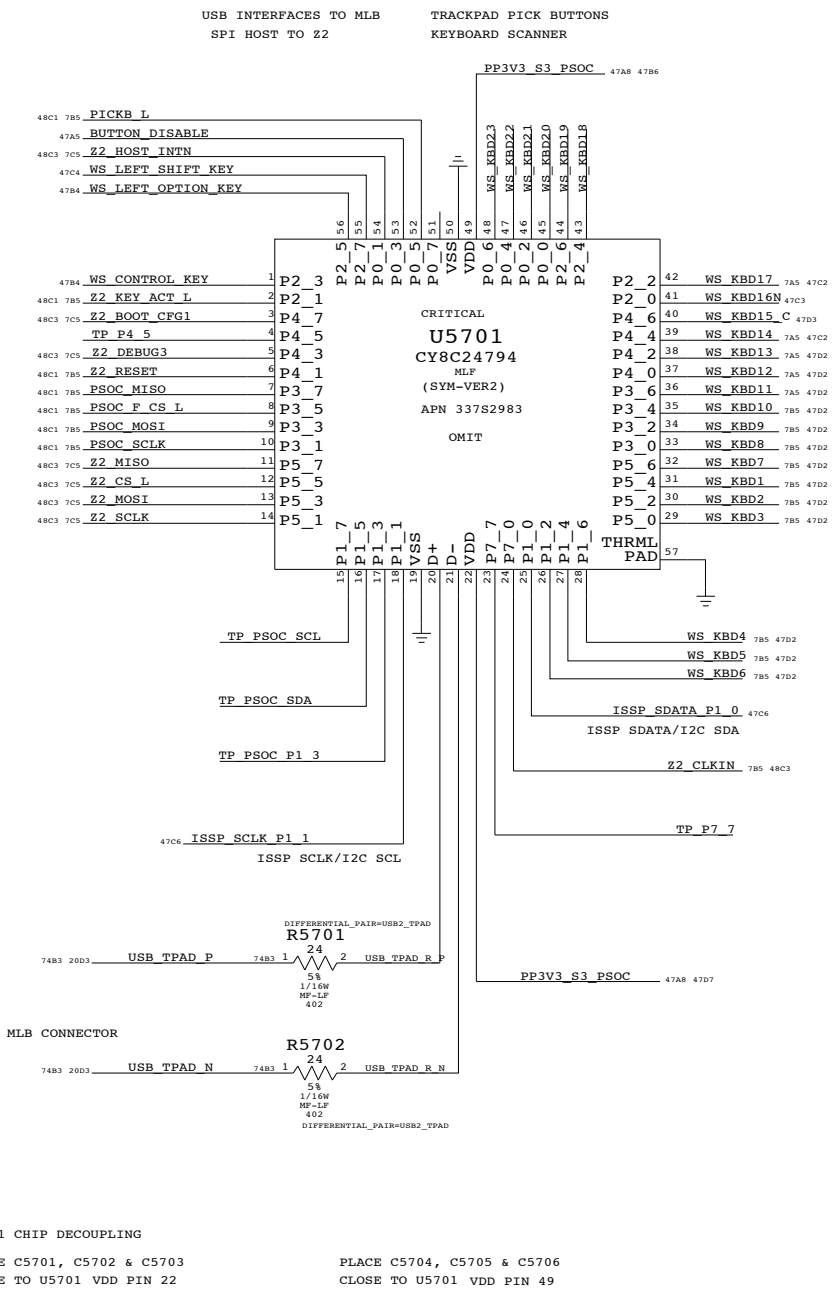 USB INTERFACES TO MLB
SPI HOST TO Z2
TRACKPAD PICK BUTTONS
KEYBOARD SCANNER
PP3V3_S3_PSOC 47A8 47B6
48C1 7B5 PICKB_L
47A5 BUTTON_DISABLE
48C3 7C5 Z2_HOST_INTN
47C4 WS_LEFT_SHIFT_KEY
47B4 WS_LEFT_OPTION_KEY
WS_KBD23
WS_KBD22
WS_KBD21
WS_KBD20
WS_KBD19
WS_KBD18
56 P2_5
55 P2_7
54 P0_1
53 P0_3
52 P0_5
51 P0_7
50 VSS
49 VDD
48 P0_6
47 P0_4
46 P0_2
45 P0_0
44 P2_6
43 P2_4
47B4 WS_CONTROL_KEY 1 P2_3
48C1 7B5 Z2_KEY_ACT_L 2 P2_1
48C3 7C5 Z2_BOOT_CFG1 3 P4_7
TP_P4_5 4 P4_5
48C3 7C5 Z2_DEBUG3 5 P4_3
48C1 7B5 Z2_RESET 6 P4_1
48C1 7B5 PSOC_MISO 7 P3_7
48C1 7B5 PSOC_F_CS_L 8 P3_5
48C1 7B5 PSOC_MOSI 9 P3_3
48C1 7B5 PSOC_SCLK 10 P3_1
48C3 7C5 Z2_MISO 11 P5_7
48C3 7C5 Z2_CS_L 12 P5_5
48C3 7C5 Z2_MOSI 13 P5_3
48C3 7C5 Z2_SCLK 14 P5_1
CRITICAL
U5701
CY8C24794
MLF
(SYM-VER2)
APN 337S2983
OMIT
P2_2 42 WS_KBD17 7A5 47C2
P2_0 41 WS_KBD16N 47C3
P4_6 40 WS_KBD15_C 47D3
P4_4 39 WS_KBD14 7A5 47C2
P4_2 38 WS_KBD13 7A5 47D2
P4_0 37 WS_KBD12 7A5 47D2
P3_6 36 WS_KBD11 7A5 47D2
P3_4 35 WS_KBD10 7B5 47D2
P3_2 34 WS_KBD9 7B5 47D2
P3_0 33 WS_KBD8 7B5 47D2
P5_6 32 WS_KBD7 7B5 47D2
P5_4 31 WS_KBD1 7B5 47D2
P5_2 30 WS_KBD2 7B5 47D2
P5_0 29 WS_KBD3 7B5 47D2
THRML
PAD 57
P1_7 15
P1_5 16
P1_3 17
P1_1 18
VSS 19
D+ 20
D- 21
VDD 22
P7_7 23
P7_0 24
P1_0 25
P1_2 26
P1_4 27
P1_6 28
TP_PSOC_SCL
TP_PSOC_SDA
TP_PSOC_P1_3
47C6 ISSP_SCLK_P1_1
ISSP SCLK/I2C SCL
WS_KBD4 7B5 47D2
WS_KBD5 7B5 47D2
WS_KBD6 7B5 47D2
ISSP_SDATA_P1_0 47C6
ISSP SDATA/I2C SDA
Z2_CLKIN 7B5 48C3
TP_P7_7
DIFFERENTIAL_PAIR=USB2_TPAD
R5701
74B3 20D3 USB_TPAD_P 74B3 1 24 2 USB_TPAD_R_P
5%
1/16W
MF-LF
402
PP3V3_S3_PSOC 47A8 47D7
MLB CONNECTOR
R5702
74B3 20D3 USB_TPAD_N 74B3 1 24 2 USB_TPAD_R_N
5%
1/16W
MF-LF
402
DIFFERENTIAL_PAIR=USB2_TPAD
1 CHIP DECOUPLING
E C5701, C5702 & C5703
E TO U5701 VDD PIN 22
PLACE C5704, C5705 & C5706
CLOSE TO U5701 VDD PIN 49